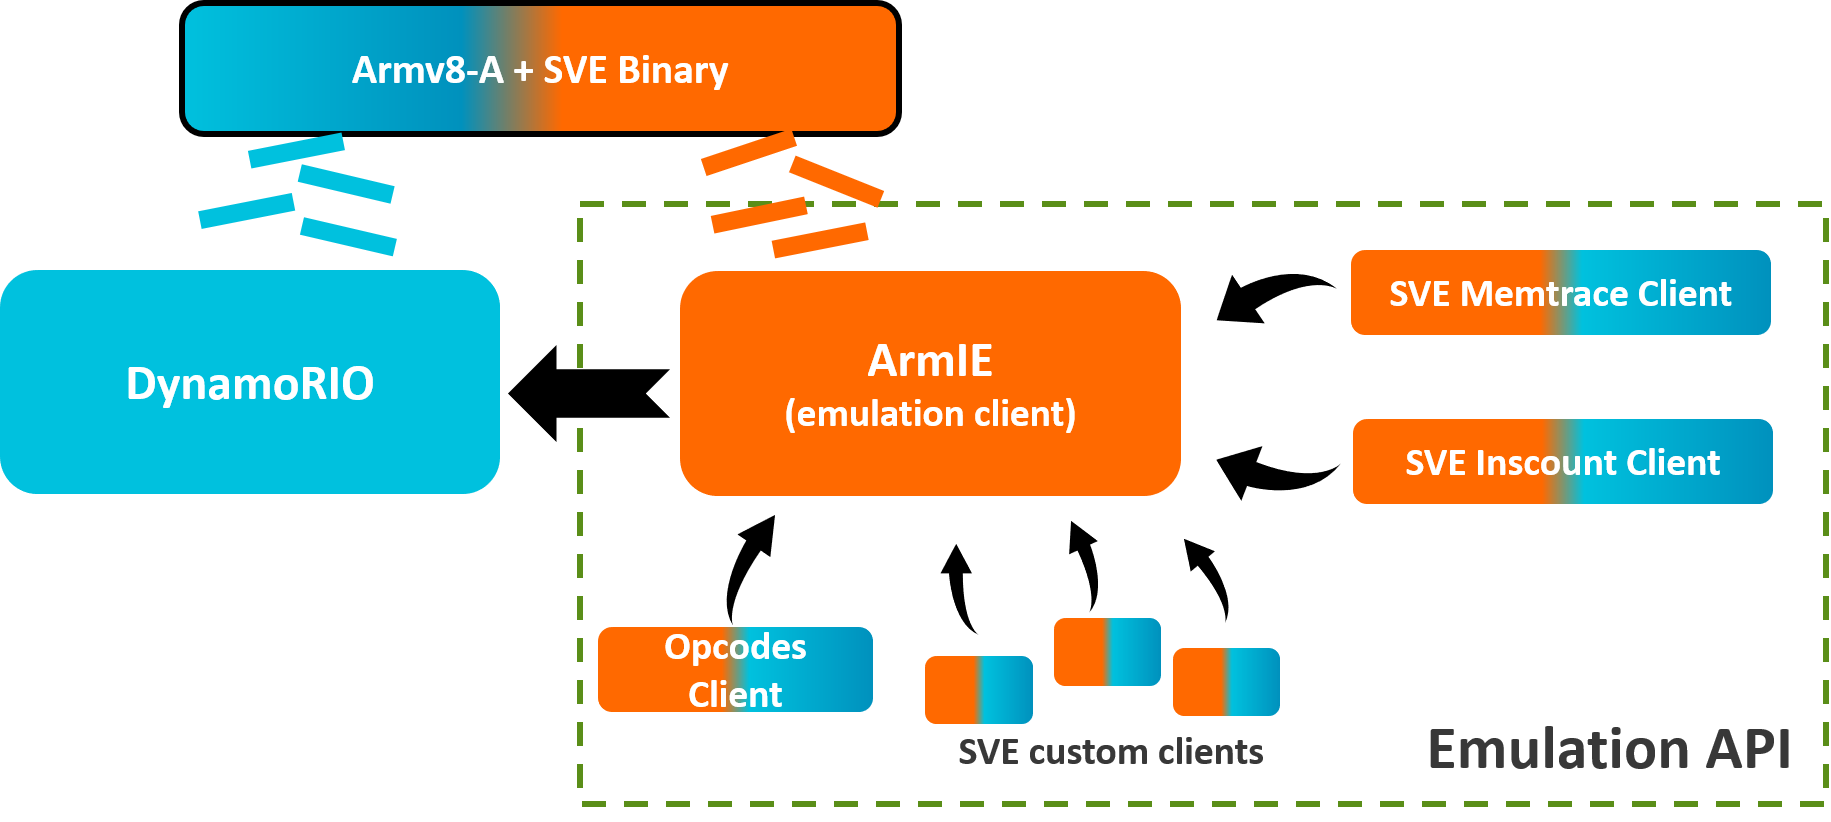 Armv8-A + SVE Binary
DynamoRIO
ArmIE
(emulation client)
SVE Memtrace Client
SVE Inscount Client
Opcodes
Client
SVE custom clients
Emulation API